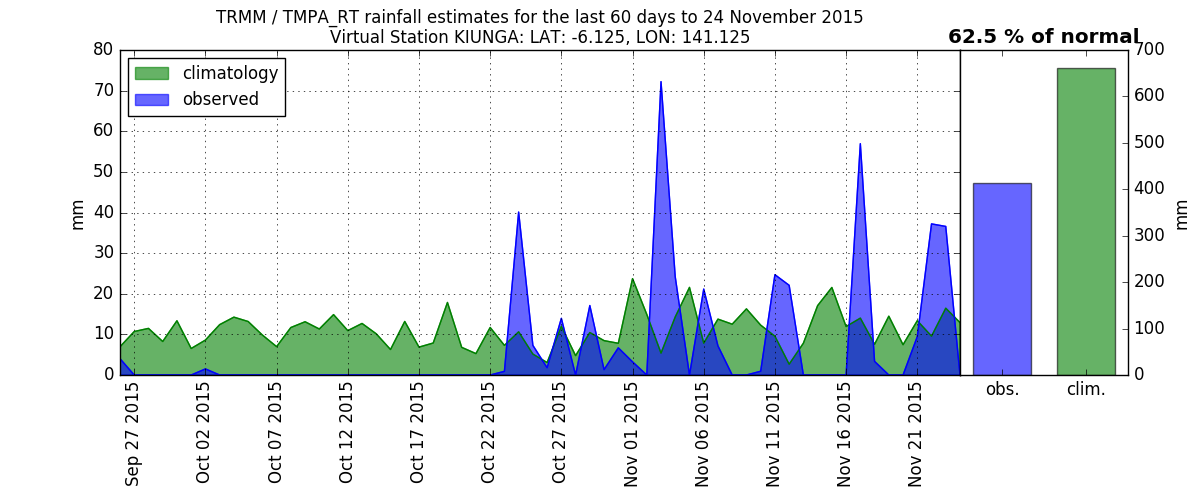 TRMM / TMPA_RT rainfall estimates for the last 60 days to 24 November 2015
Virtual Station KIUNGA: LAT: -6.125, LON: 141.125
62.5 % of normal
climatology
observed
mm
80
70
60
50
40
30
20
10
0
Sep 27 2015
Oct 02 2015
Oct 07 2015
Oct 12 2015
Oct 17 2015
Oct 22 2015
Oct 27 2015
Nov 01 2015
Nov 06 2015
Nov 11 2015
Nov 16 2015
Nov 21 2015
700
600
500
400
300
200
100
0
mm
obs.
clim.